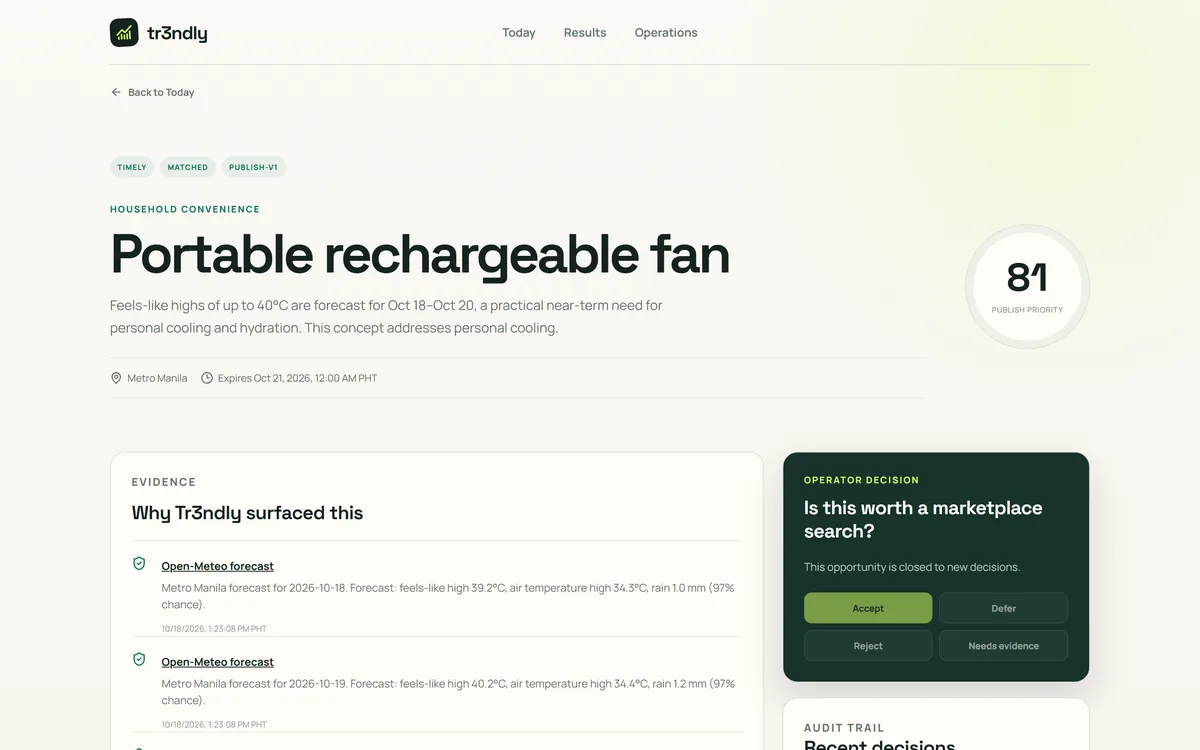 tr3ndly
Today
Results
Operations
Back to Today
TIMELY
MATCHED
PUBLISH-V1
HOUSEHOLD CONVENIENCE
Portable rechargeable fan
Feels-like highs of up to 40°C are forecast for Oct 18–Oct 20, a practical near-term need for
personal cooling and hydration. This concept addresses personal cooling.
81
PUBLISH PRIORITY
Metro Manila
Expires Oct 21, 2026, 12:00 AM PHT
EVIDENCE
Why Tr3ndly surfaced this
Open-Meteo forecast
Metro Manila forecast for 2026-10-18. Forecast: feels-like high 39.2°C, air temperature high 34.3°C, rain 1.0 mm (97%
chance).
10/18/2026, 1:23:08 PM PHT
Open-Meteo forecast
Metro Manila forecast for 2026-10-19. Forecast: feels-like high 40.2°C, air temperature high 34.4°C, rain 1.2 mm (97%
chance).
10/18/2026, 1:23:08 PM PHT
OPERATOR DECISION
Is this worth a marketplace
search?
This opportunity is closed to new decisions.
Accept
Defer
Reject
Needs evidence
AUDIT TRAIL
Recent decisions